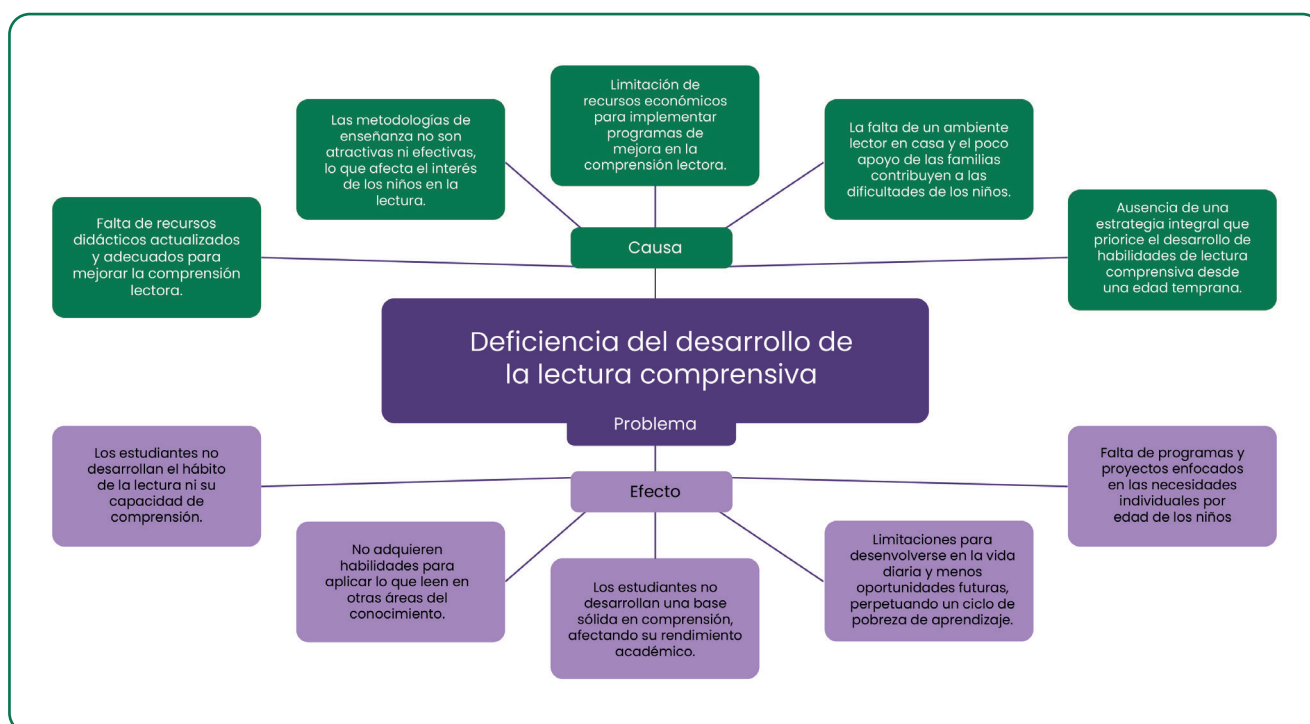 Limitación de
recursos económicos
para implementar
programas de
mejora en la
comprensión lectora.
Las metodologías de
enseñanza no son
atractivas ni efectivas,
lo que afecta el interés
de los niños en la
lectura.
La falta de un ambiente
lector en casa y el poco
apoyo de las familias
contribuyen a las
dificultades de los niños.
Falta de recursos
didácticos actualizados
y adecuados para
mejorar la comprensión
lectora.
Ausencia de una
estrategia integral que
priorice el desarrollo de
habilidades de lectura
comprensiva desde
una edad temprana.
Causa
Deficiencia del desarrollo de
la lectura comprensiva
Problema
Efecto
Los estudiantes no
desarrollan el hábito
de la lectura ni su
capacidad de
comprensión.
No adquieren
habilidades para
aplicar lo que leen en
otras áreas del
conocimiento.
Los estudiantes no
desarrollan una base
sólida en comprensión,
afectando su rendimiento
académico.
Limitaciones para
desenvolverse en la vida
diaria y menos
oportunidades futuras,
perpetuando un ciclo de
pobreza de aprendizaje.
Falta de programas y
proyectos enfocados
en las necesidades
individuales por
edad de los niños